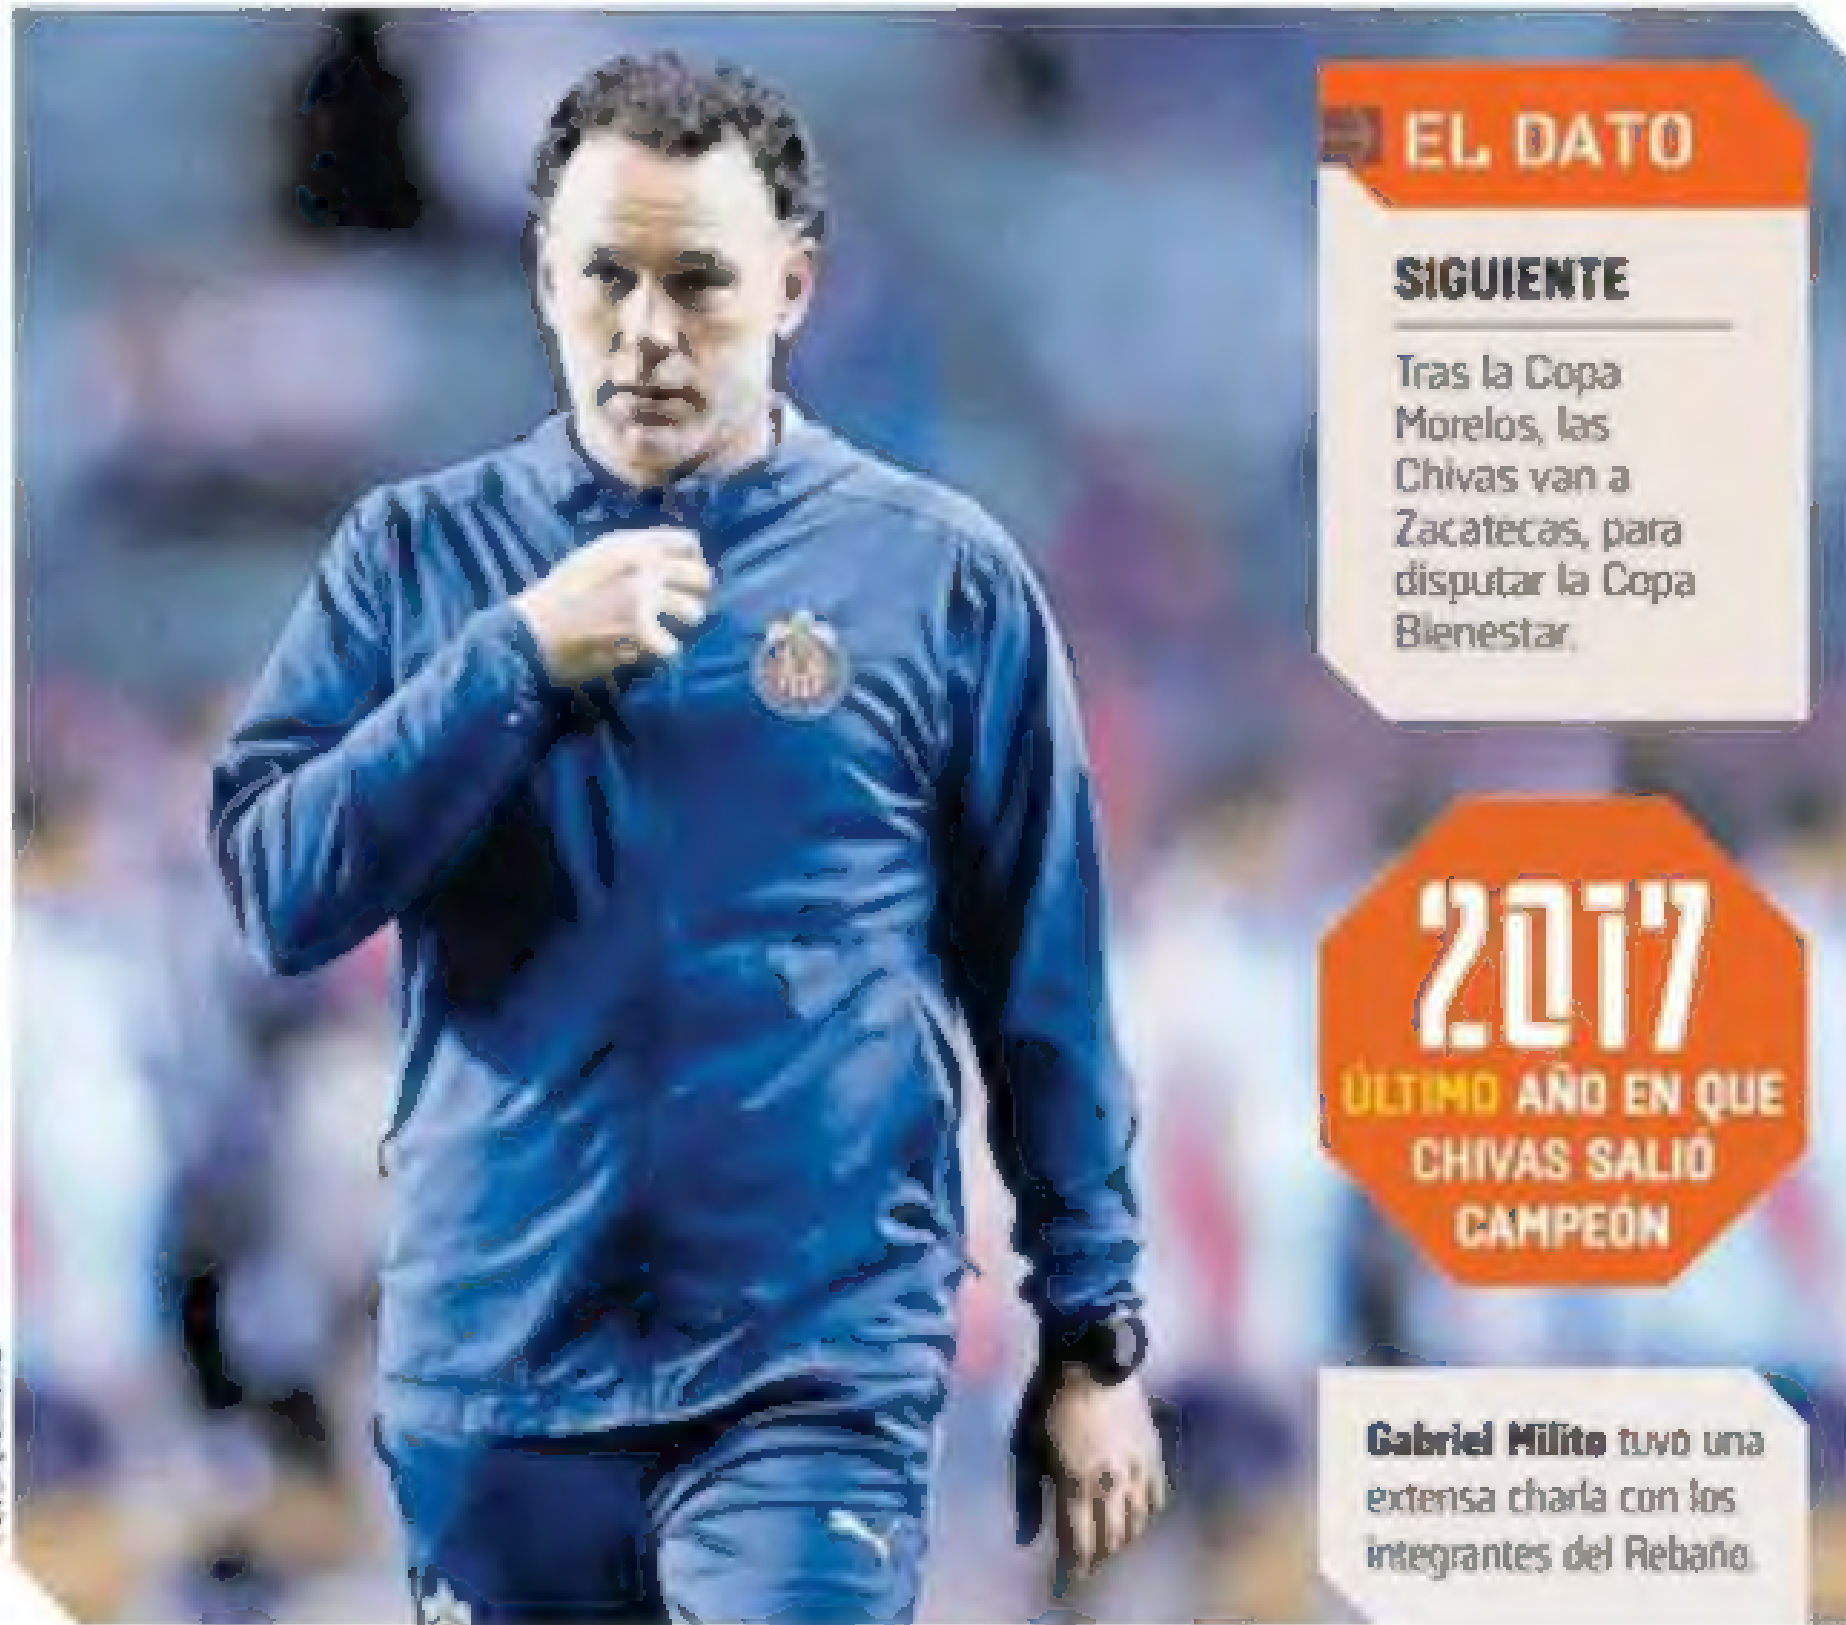 EL DATO
SIGUIENTE
Tras la Copa
Morelos, las
Chivas van a
Zacatecas, para
disputar la Copa
Bienestar.
2017
ÚLTIMO AÑO EN QUE
CHIVAS SALIÓ
CAMPEÓN
Gabriel Milito tuvo una
extensa charla con los
integrantes del Rebaño.